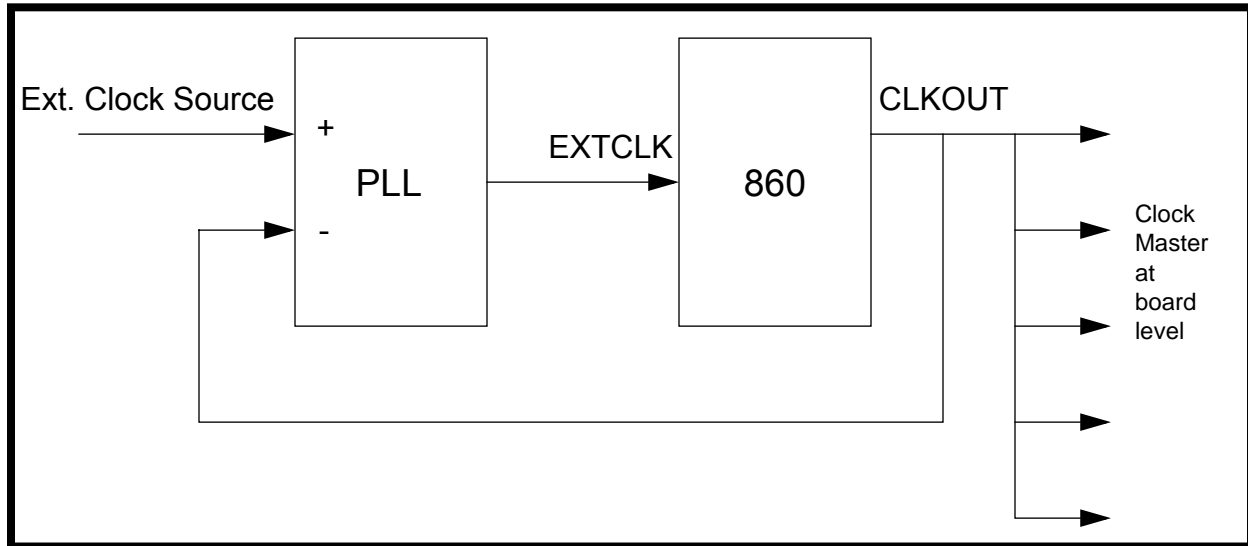 Ext. Clock Source
+
-
PLL
EXTCLK
860
CLKOUT
Clock
Master
at
board
level